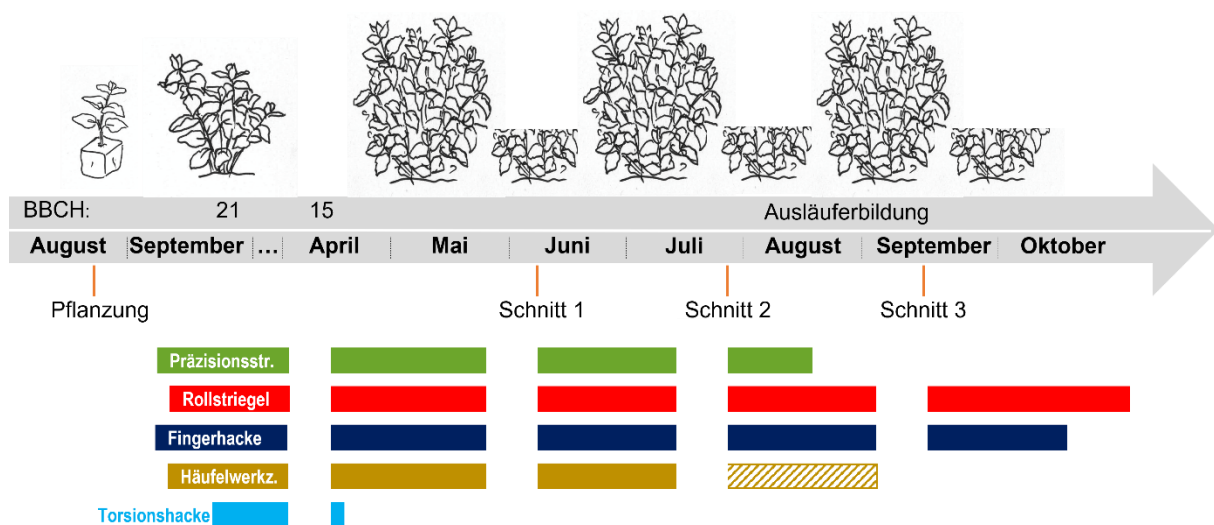 BBCH: 21 15 Ausläuferbildung
August September ... April Mai Juni Juli August September Oktober
Pflanzung Schnitt 1 Schnitt 2 Schnitt 3
Präzisionsstr.
Rollstriegel
Fingerhacke
Häufelwerkz.
Torsionshacke